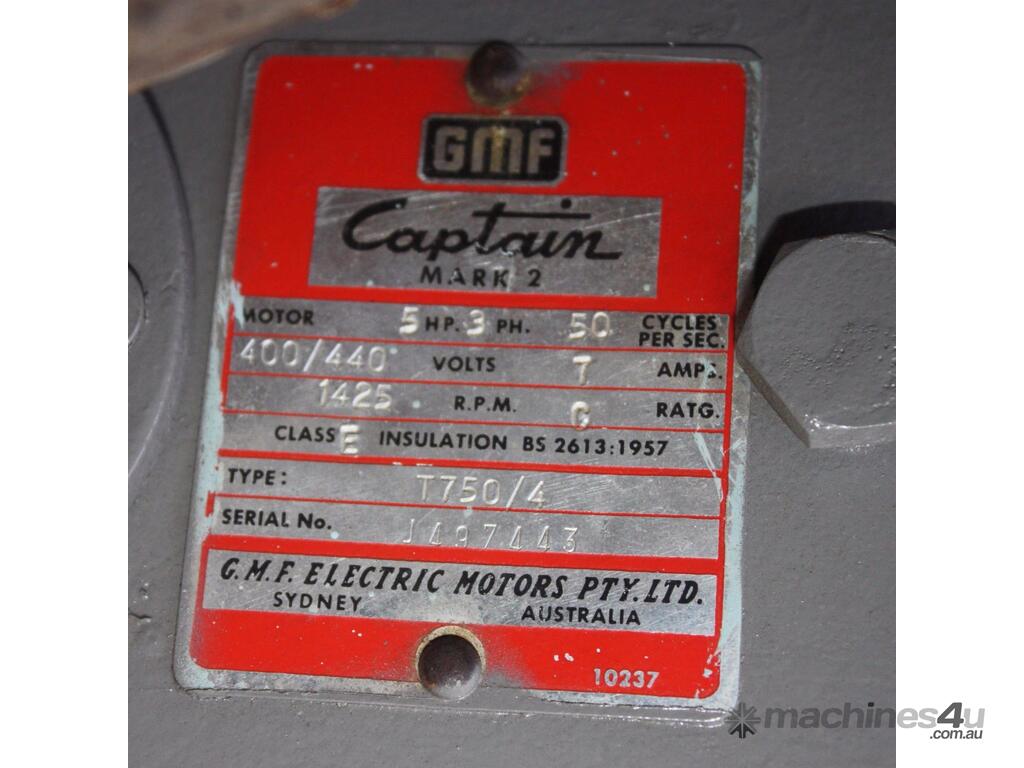 GMF
Captain
MARK 2
MOTOR 5 HP. 3 PH. 50 CYCLES PER SEC.
400/440 VOLTS 7 AMPS.
1425 R.P.M. G RATG.
CLASS E INSULATION BS 2613:1957
TYPE: T750/4
SERIAL No. J497443
G.M.F. ELECTRIC MOTORS PTY. LTD.
SYDNEY AUSTRALIA
10237
machines4u
.com.au